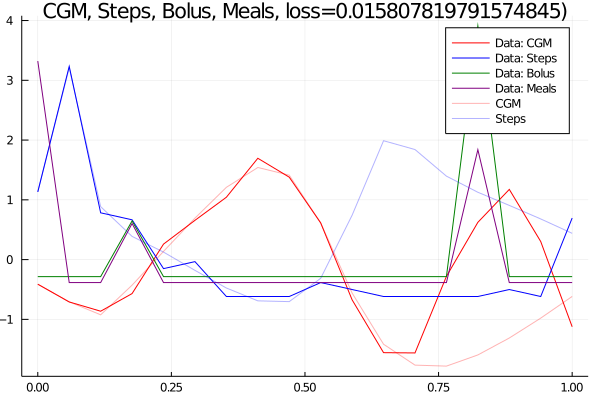 CGM, Steps, Bolus, Meals, loss=0.015807819791574845)
Data: CGM
Data: Steps
Data: Bolus
Data: Meals
CGM
Steps
4
3
2
1
0
−1
0.00 0.25 0.50 0.75 1.00